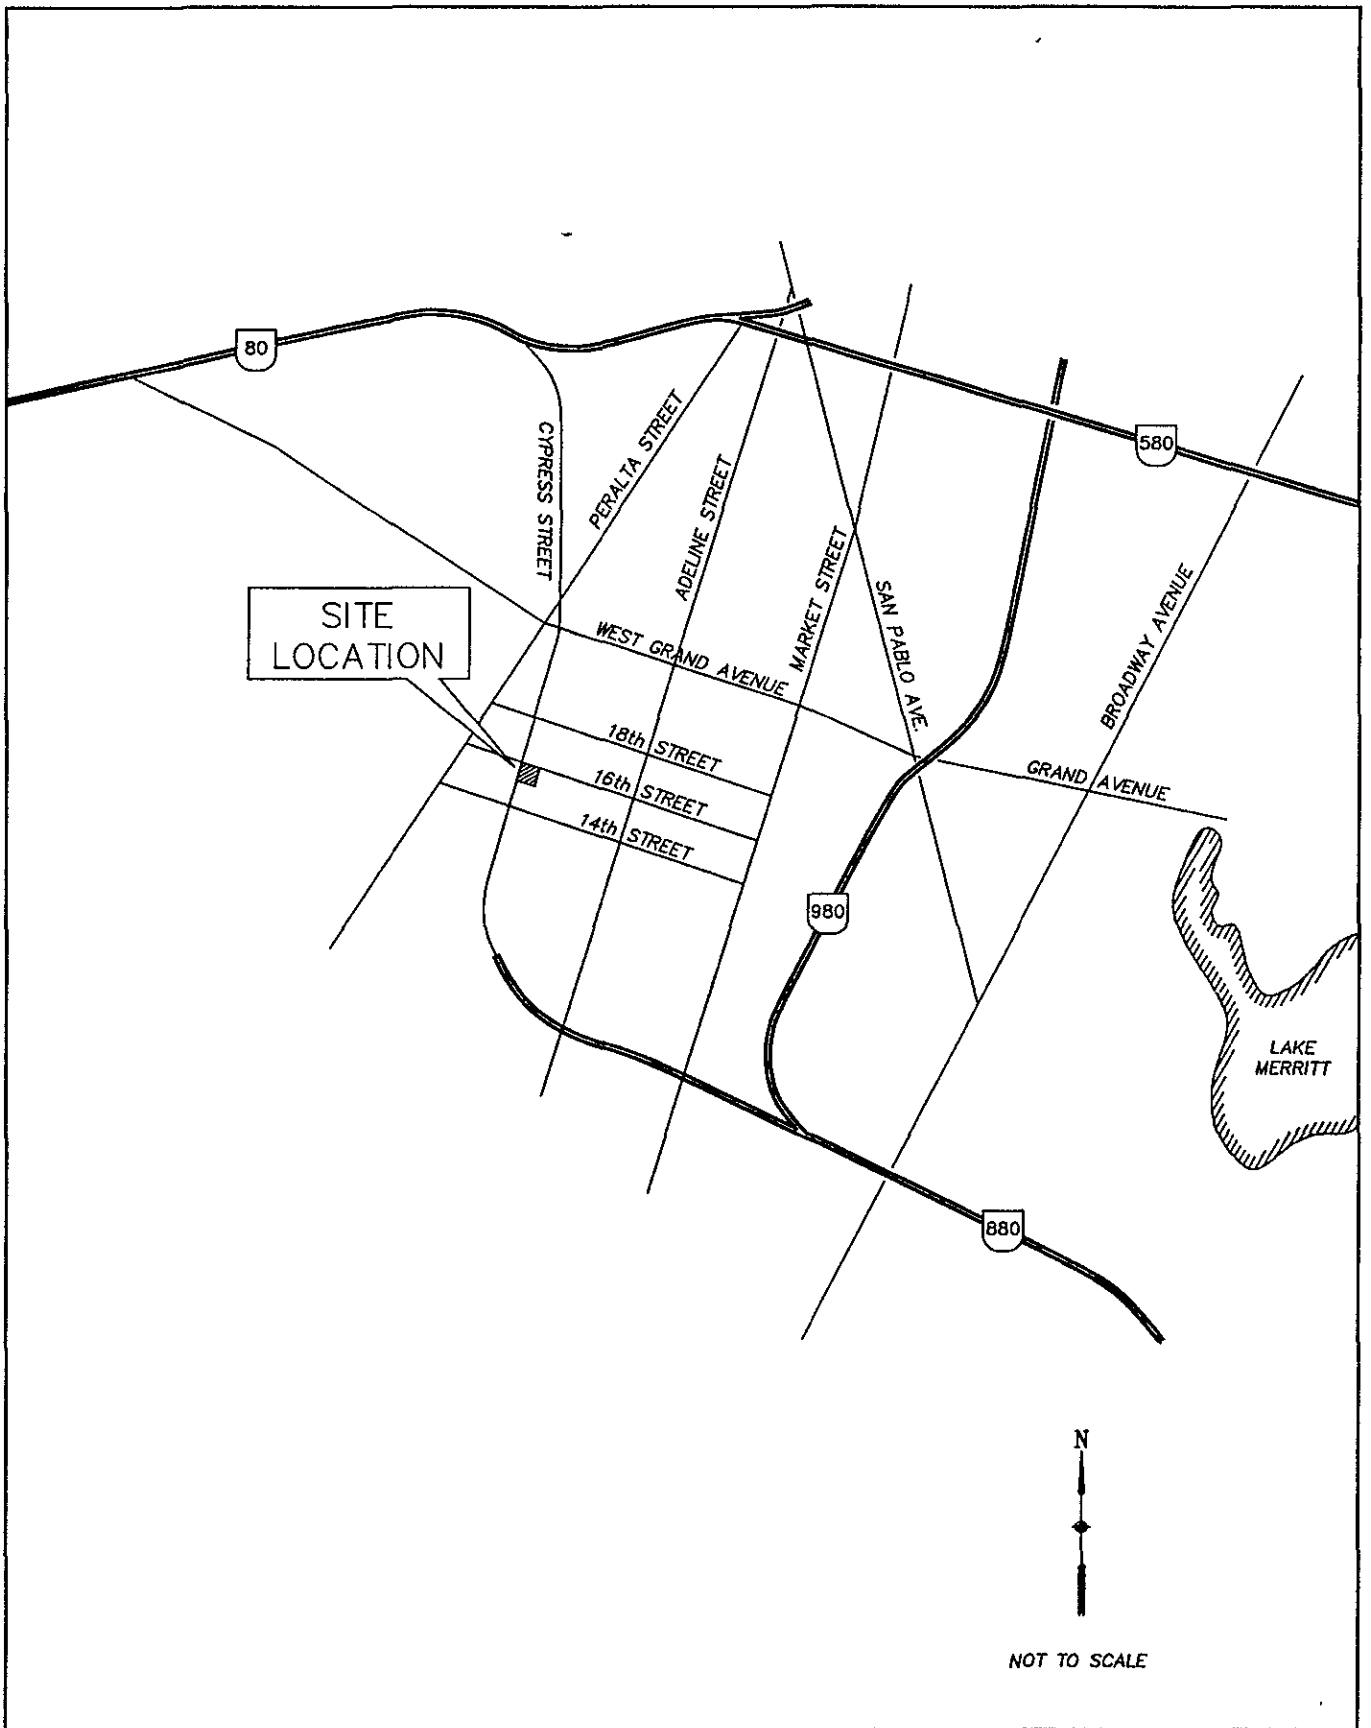 80
580
CYPRESS STREET
PERALTA STREET
ADELINE STREET
MARKET STREET
SAN PABLO AVE.
BROADWAY AVENUE
SITE
LOCATION
WEST GRAND AVENUE
18th STREET
16th STREET
14th STREET
GRAND AVENUE
980
LAKE
MERRITT
880
N
NOT TO SCALE